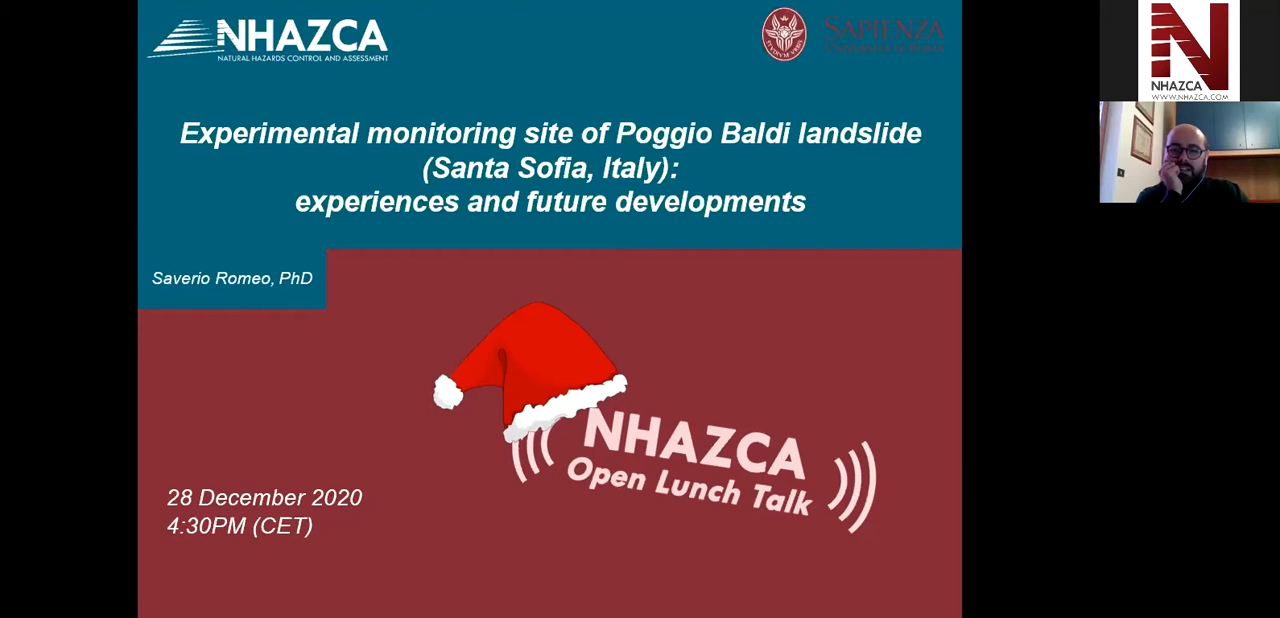 NHAZCA
NATURAL HAZARDS CONTROL AND ASSESSMENT
SAPIENZA
UNIVERSITÀ DI ROMA
Experimental monitoring site of Poggio Baldi landslide
(Santa Sofia, Italy):
experiences and future developments
Saverio Romeo, PhD
NHAZCA
Open Lunch Talk
28 December 2020
4:30PM (CET)
N
NHAZCA
WWW.NHAZCA.COM